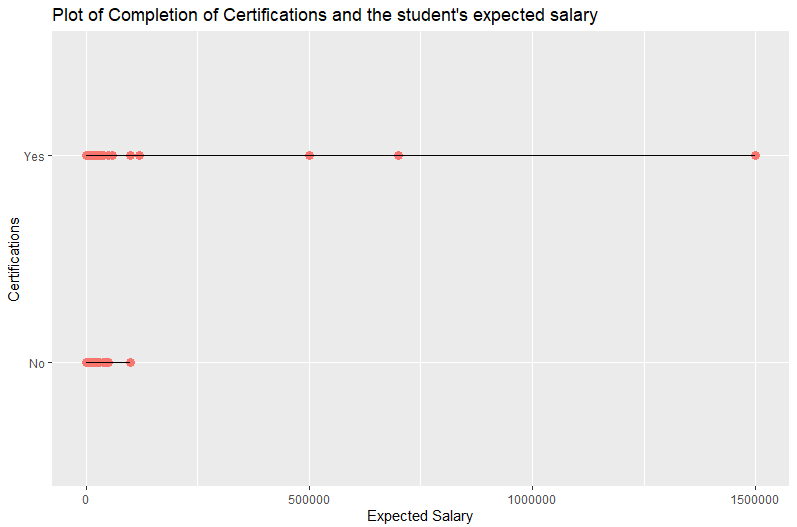 Plot of Completion of Certifications and the student's expected salary
Certifications
Yes
No
0 500000 1000000 1500000
Expected Salary